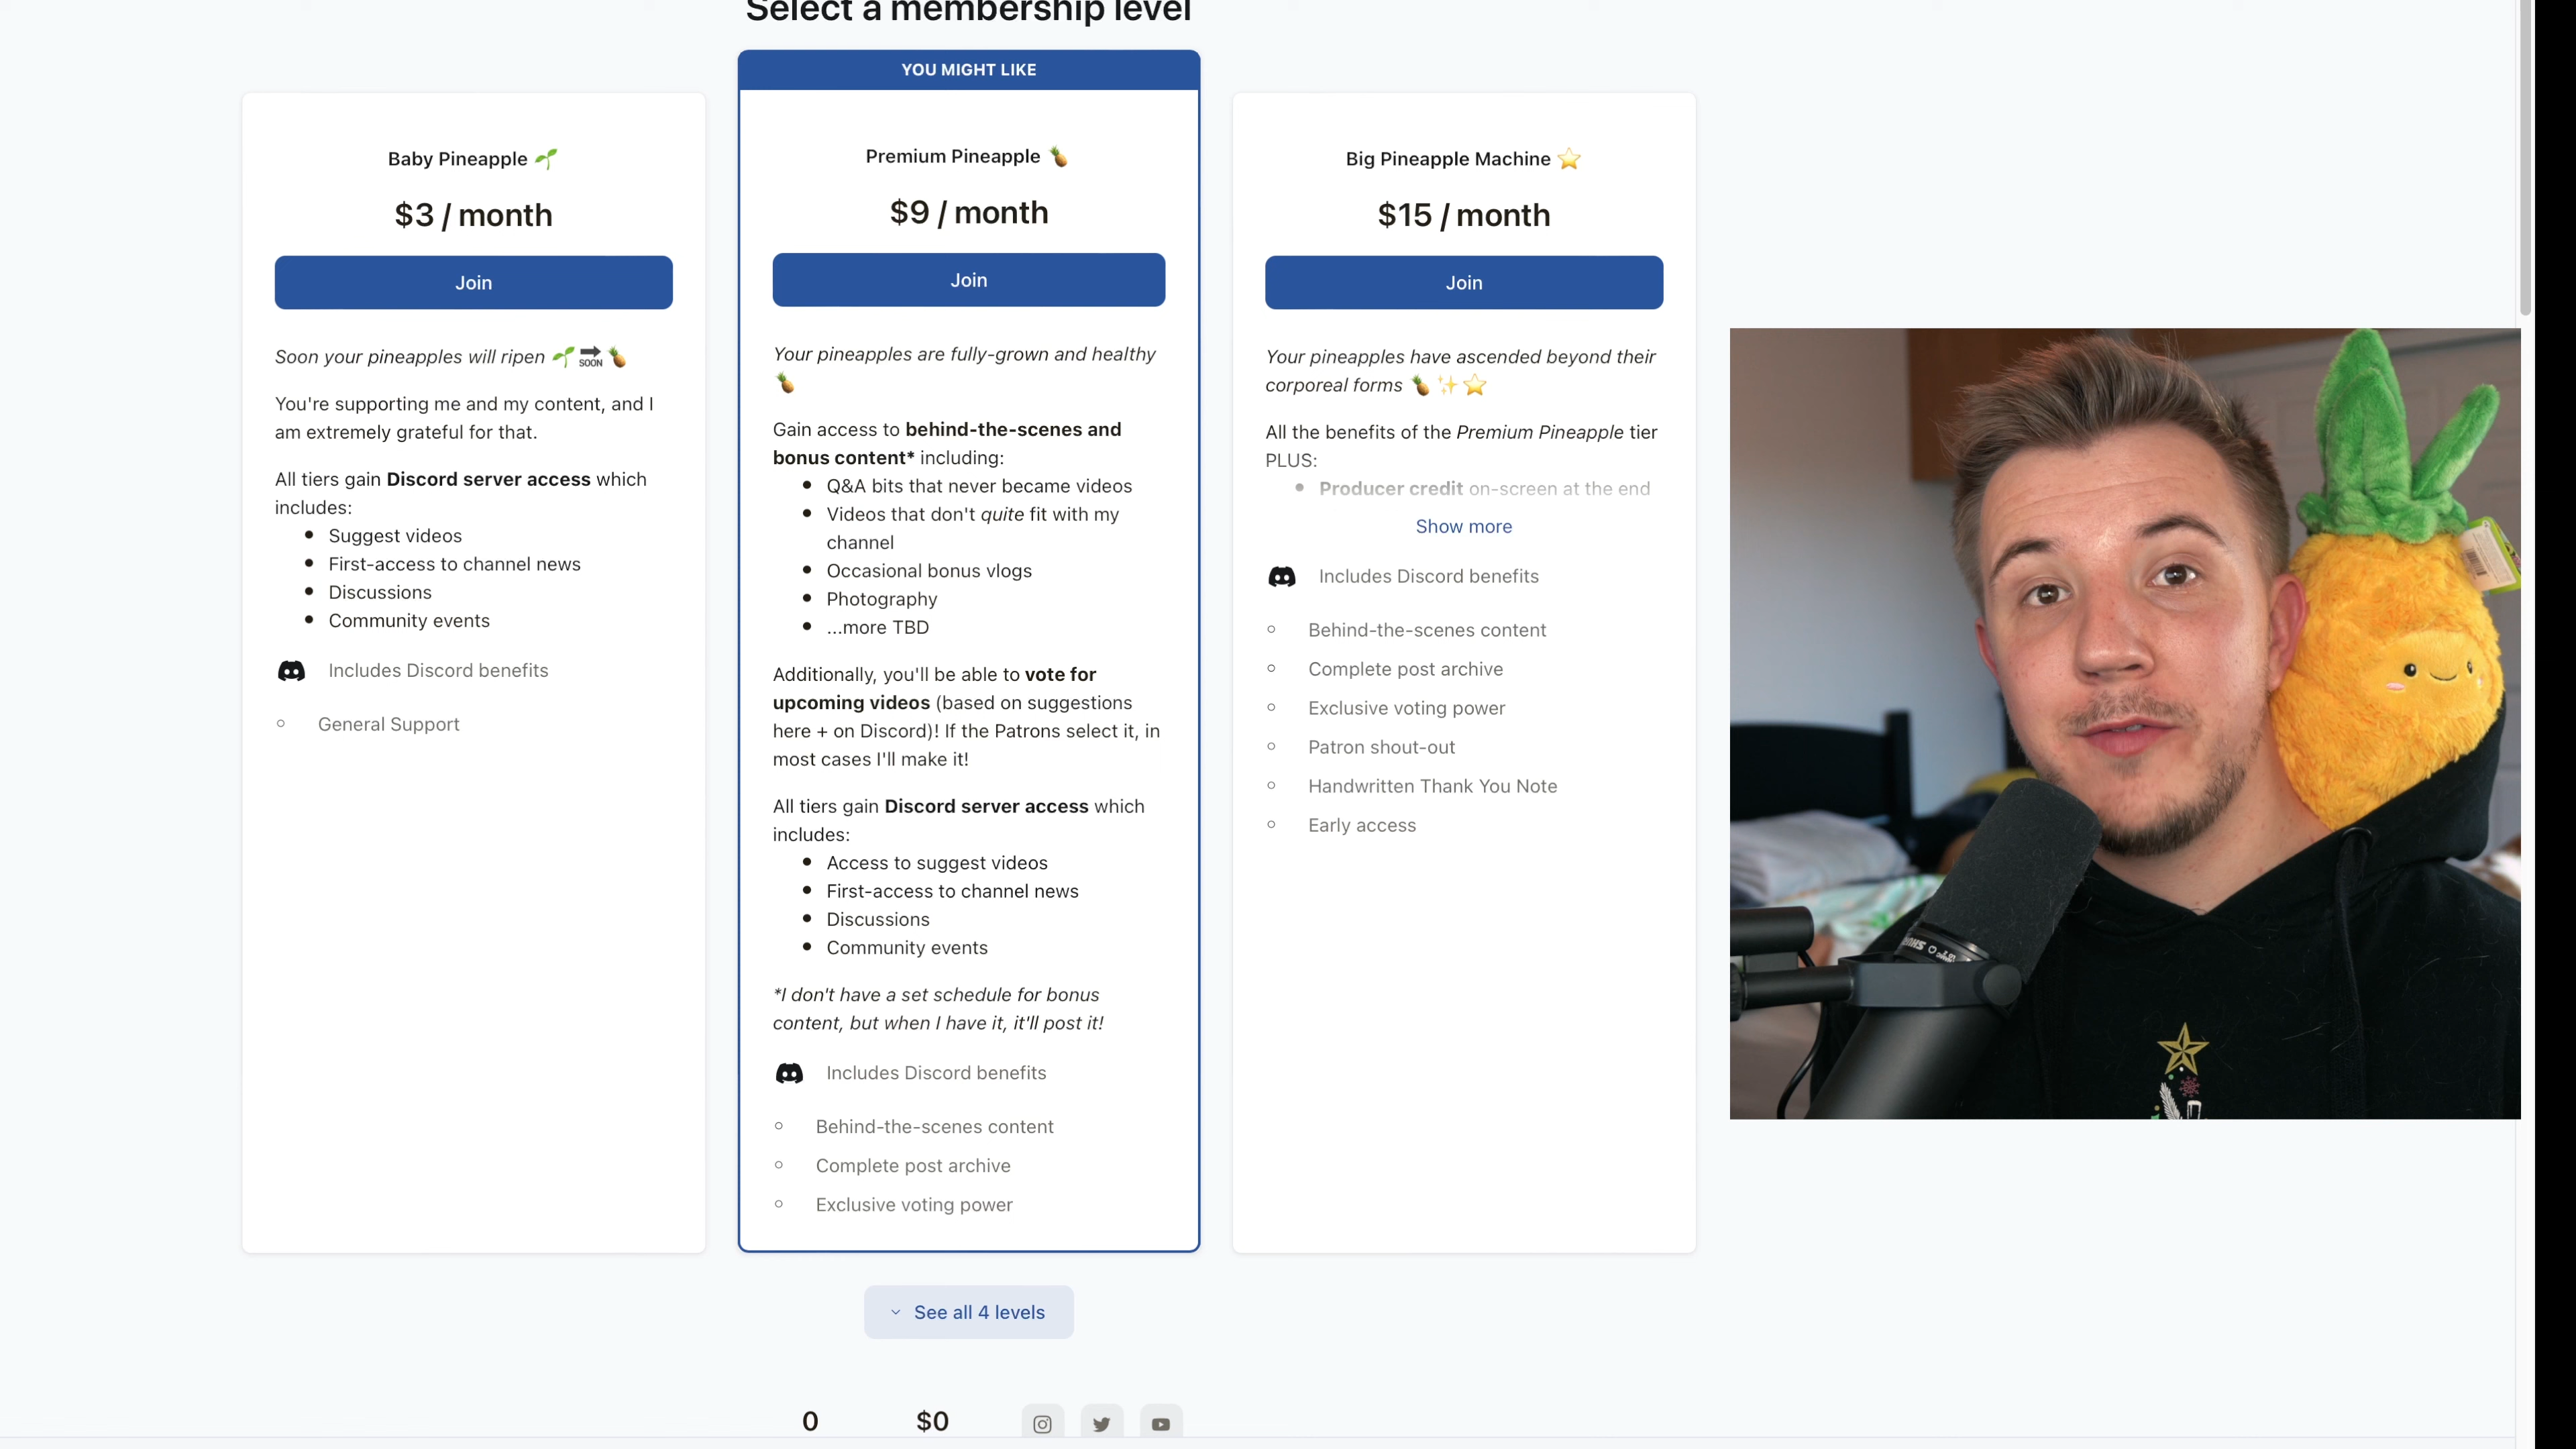 Select a membership level
Baby Pineapple 🌱
$3 / month
Join
Soon your pineapples will ripen 🌱 🔜 🍍
You're supporting me and my content, and I
am extremely grateful for that.
All tiers gain Discord server access which
includes:
• Suggest videos
• First-access to channel news
• Discussions
• Community events
Includes Discord benefits
◦ General Support
YOU MIGHT LIKE
Premium Pineapple 🍍
$9 / month
Join
Your pineapples are fully-grown and healthy
🍍
Gain access to behind-the-scenes and
bonus content* including:
• Q&A bits that never became videos
• Videos that don't quite fit with my
channel
• Occasional bonus vlogs
• Photography
• ...more TBD
Additionally, you'll be able to vote for
upcoming videos (based on suggestions
here + on Discord)! If the Patrons select it, in
most cases I'll make it!
All tiers gain Discord server access which
includes:
• Access to suggest videos
• First-access to channel news
• Discussions
• Community events
*I don't have a set schedule for bonus
content, but when I have it, it'll post it!
Includes Discord benefits
◦ Behind-the-scenes content
◦ Complete post archive
◦ Exclusive voting power
Big Pineapple Machine ⭐
$15 / month
Join
Your pineapples have ascended beyond their
corporeal forms 🍍 ✨ ⭐
All the benefits of the Premium Pineapple tier
PLUS:
• Producer credit on-screen at the end
Show more
Includes Discord benefits
◦ Behind-the-scenes content
◦ Complete post archive
◦ Exclusive voting power
◦ Patron shout-out
◦ Handwritten Thank You Note
◦ Early access
See all 4 levels
0
$0